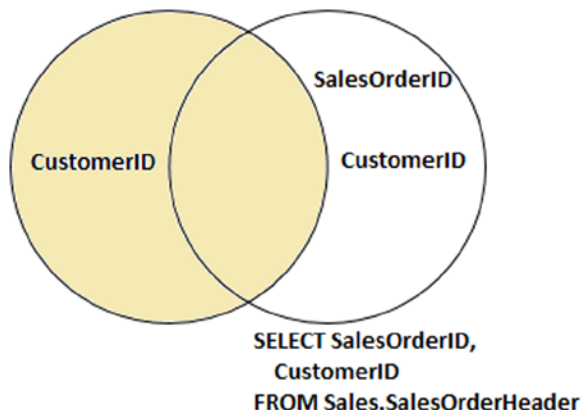 SalesOrderID
CustomerID
CustomerID
SELECT SalesOrderID,
CustomerID
FROM Sales.SalesOrderHeader